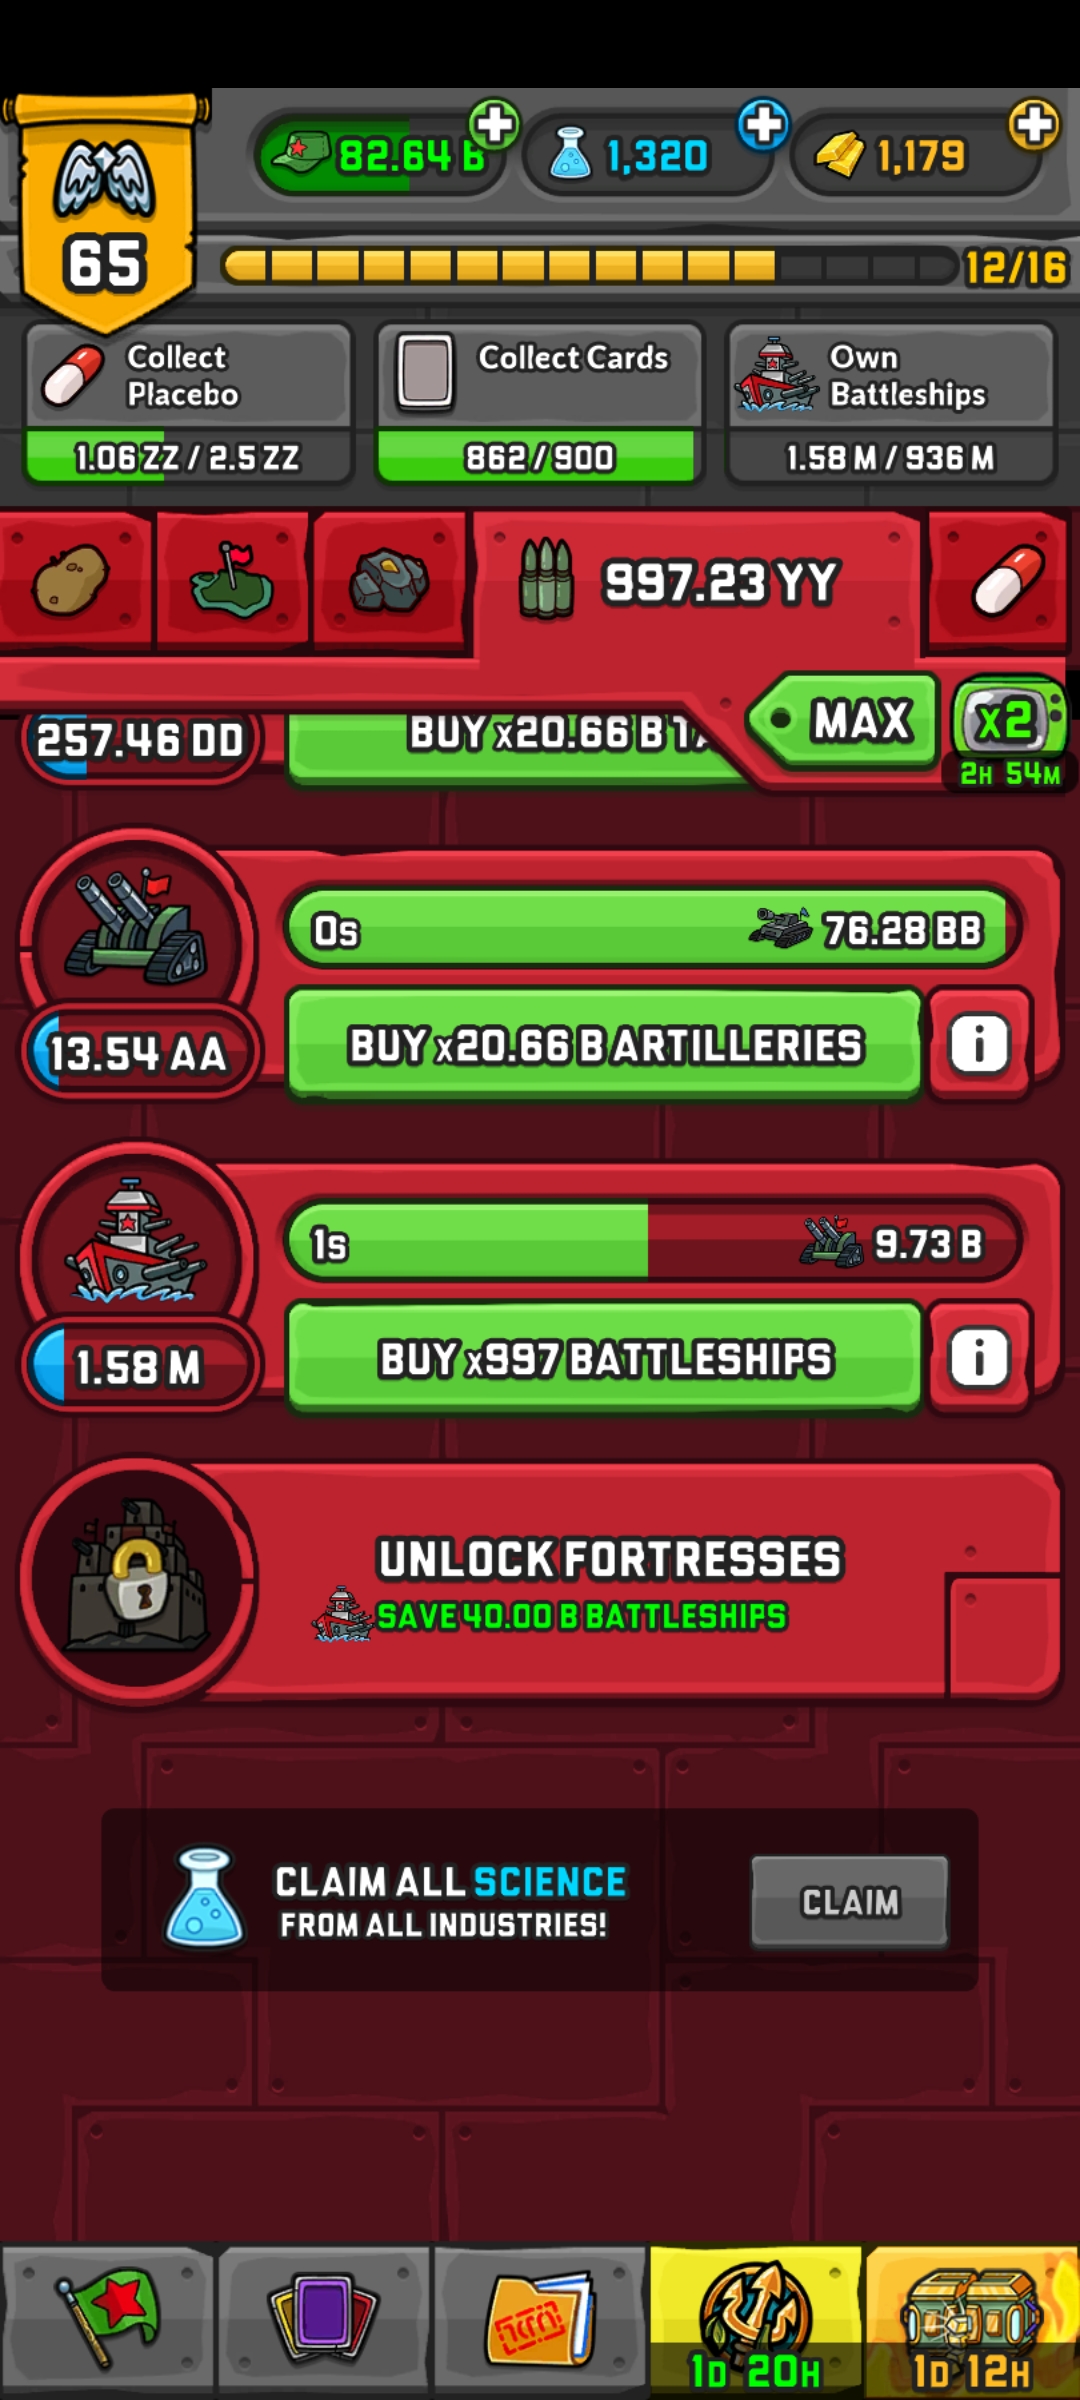 82.64 B
1,320
1,179
65
12/16
Collect
Placebo
1.06 ZZ / 2.5 ZZ
Collect Cards
862/900
Own
Battleships
1.58 M / 936 M
997.23 YY
MAX
x2
2H 54M
257.46 DD
BUY x20.66 B
0s
76.28 BB
13.54 AA
BUY x20.66 B ARTILLERIES
i
1s
9.73 B
1.58 M
BUY x997 BATTLESHIPS
i
UNLOCK FORTRESSES
SAVE 40.00 B BATTLESHIPS
CLAIM ALL SCIENCE
FROM ALL INDUSTRIES!
CLAIM
1D 20H
1D 12H